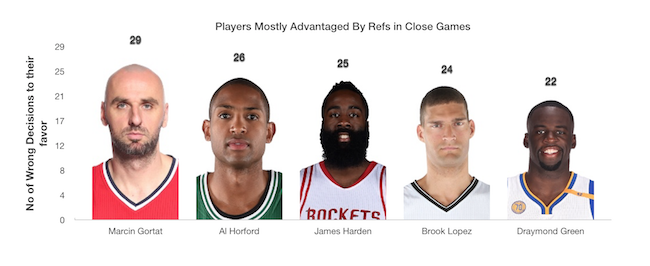 Players Mostly Advantaged By Refs in Close Games
No of Wrong Decisions to their
favor
29
25
21
17
12
8
4
0
29
26
25
24
22
ROCKETS
70
Marcin Gortat
Al Horford
James Harden
Brook Lopez
Draymond Green